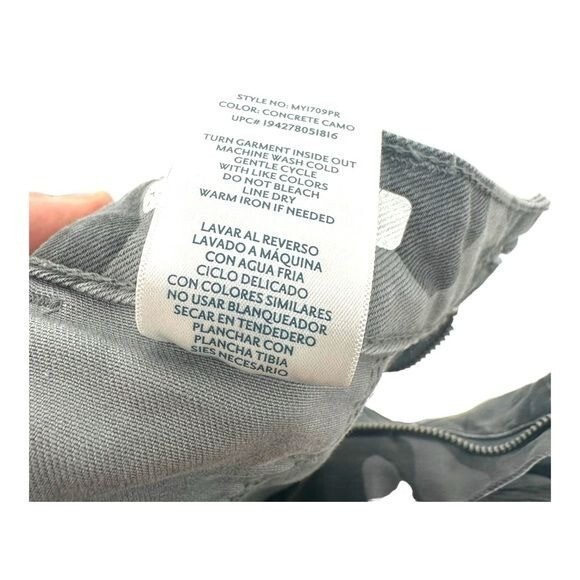 STYLE NO: MY1709PR
COLOR: CONCRETE CAMO
UPC# 194278051816
TURN GARMENT INSIDE OUT
MACHINE WASH COLD
GENTLE CYCLE
WITH LIKE COLORS
DO NOT BLEACH
LINE DRY
WARM IRON IF NEEDED
LAVAR AL REVERSO
LAVADO A MÁQUINA
CON AGUA FRIA
CICLO DELICADO
CON COLORES SIMILARES
NO USAR BLANQUEADOR
SECAR EN TENDEDERO
PLANCHAR CON
PLANCHA TIBIA
SIES NECESARIO